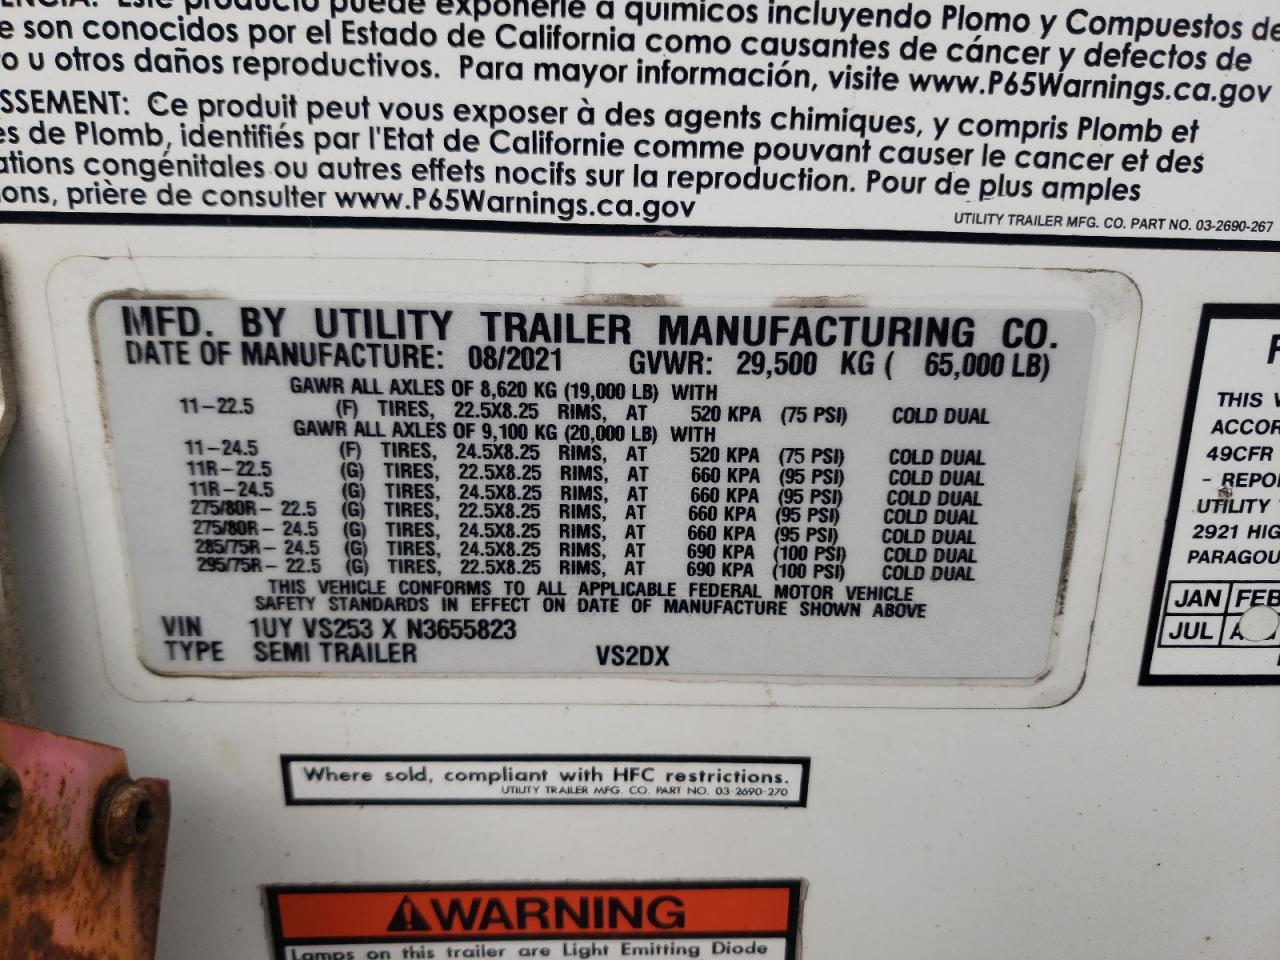 Este producto puede exponerle a químicos incluyendo Plomo y Compuestos de
son conocidos por el Estado de California como causantes de cáncer y defectos de
u otros daños reproductivos. Para mayor información, visite www.P65Warnings.ca.gov
Ce produit peut vous exposer à des agents chimiques, y compris Plomb et
de Plomb, identifiés par l'Etat de Californie comme pouvant causer le cancer et des
congénitales ou autres effets nocifs sur la reproduction. Pour de plus amples
prière de consulter www.P65Warnings.ca.gov
UTILITY TRAILER MFG. CO. PART NO. 03-2690-267
MFD. BY UTILITY TRAILER MANUFACTURING CO.
DATE OF MANUFACTURE: 08/2021 GVWR: 29,500 KG ( 65,000 LB)
GAWR ALL AXLES OF 8,620 KG (19,000 LB) WITH
11-22.5 (F) TIRES, 22.5X8.25 RIMS, AT 520 KPA (75 PSI) COLD DUAL
GAWR ALL AXLES OF 9,100 KG (20,000 LB) WITH
11-24.5 (F) TIRES, 24.5X8.25 RIMS, AT 520 KPA (75 PSI) COLD DUAL
11R-22.5 (G) TIRES, 22.5X8.25 RIMS, AT 660 KPA (95 PSI) COLD DUAL
11R-24.5 (G) TIRES, 24.5X8.25 RIMS, AT 660 KPA (95 PSI) COLD DUAL
275/80R- 22.5 (G) TIRES, 22.5X8.25 RIMS, AT 660 KPA (95 PSI) COLD DUAL
275/80R- 24.5 (G) TIRES, 24.5X8.25 RIMS, AT 660 KPA (95 PSI) COLD DUAL
285/75R- 24.5 (G) TIRES, 24.5X8.25 RIMS, AT 690 KPA (100 PSI) COLD DUAL
295/75R- 22.5 (G) TIRES, 22.5X8.25 RIMS, AT 690 KPA (100 PSI) COLD DUAL
THIS VEHICLE CONFORMS TO ALL APPLICABLE FEDERAL MOTOR VEHICLE
SAFETY STANDARDS IN EFFECT ON DATE OF MANUFACTURE SHOWN ABOVE
VIN 1UY VS253 X N3655823
TYPE SEMI TRAILER VS2DX
THIS
49CFR
UTILITY
2921
JAN FEB
JUL
Where sold, compliant with HFC restrictions.
UTILITY TRAILER MFG. CO. PART NO. 03-2690-270
WARNING
Lamps on this trailer are Light Emitting Diode